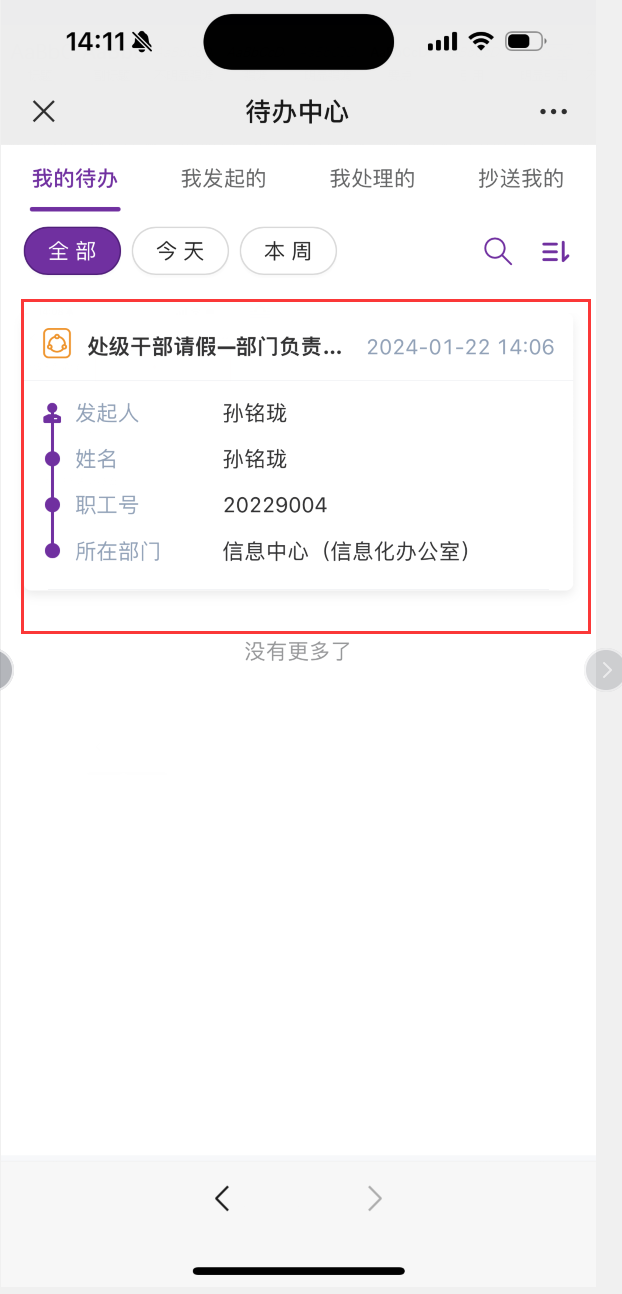 14:11
待办中心
我的待办 我发起的 我处理的 抄送我的
全部 今天 本周
处级干部请假—部门负责... 2024-01-22 14:06
发起人 孙铭珑
姓名 孙铭珑
职工号 20229004
所在部门 信息中心（信息化办公室）
没有更多了